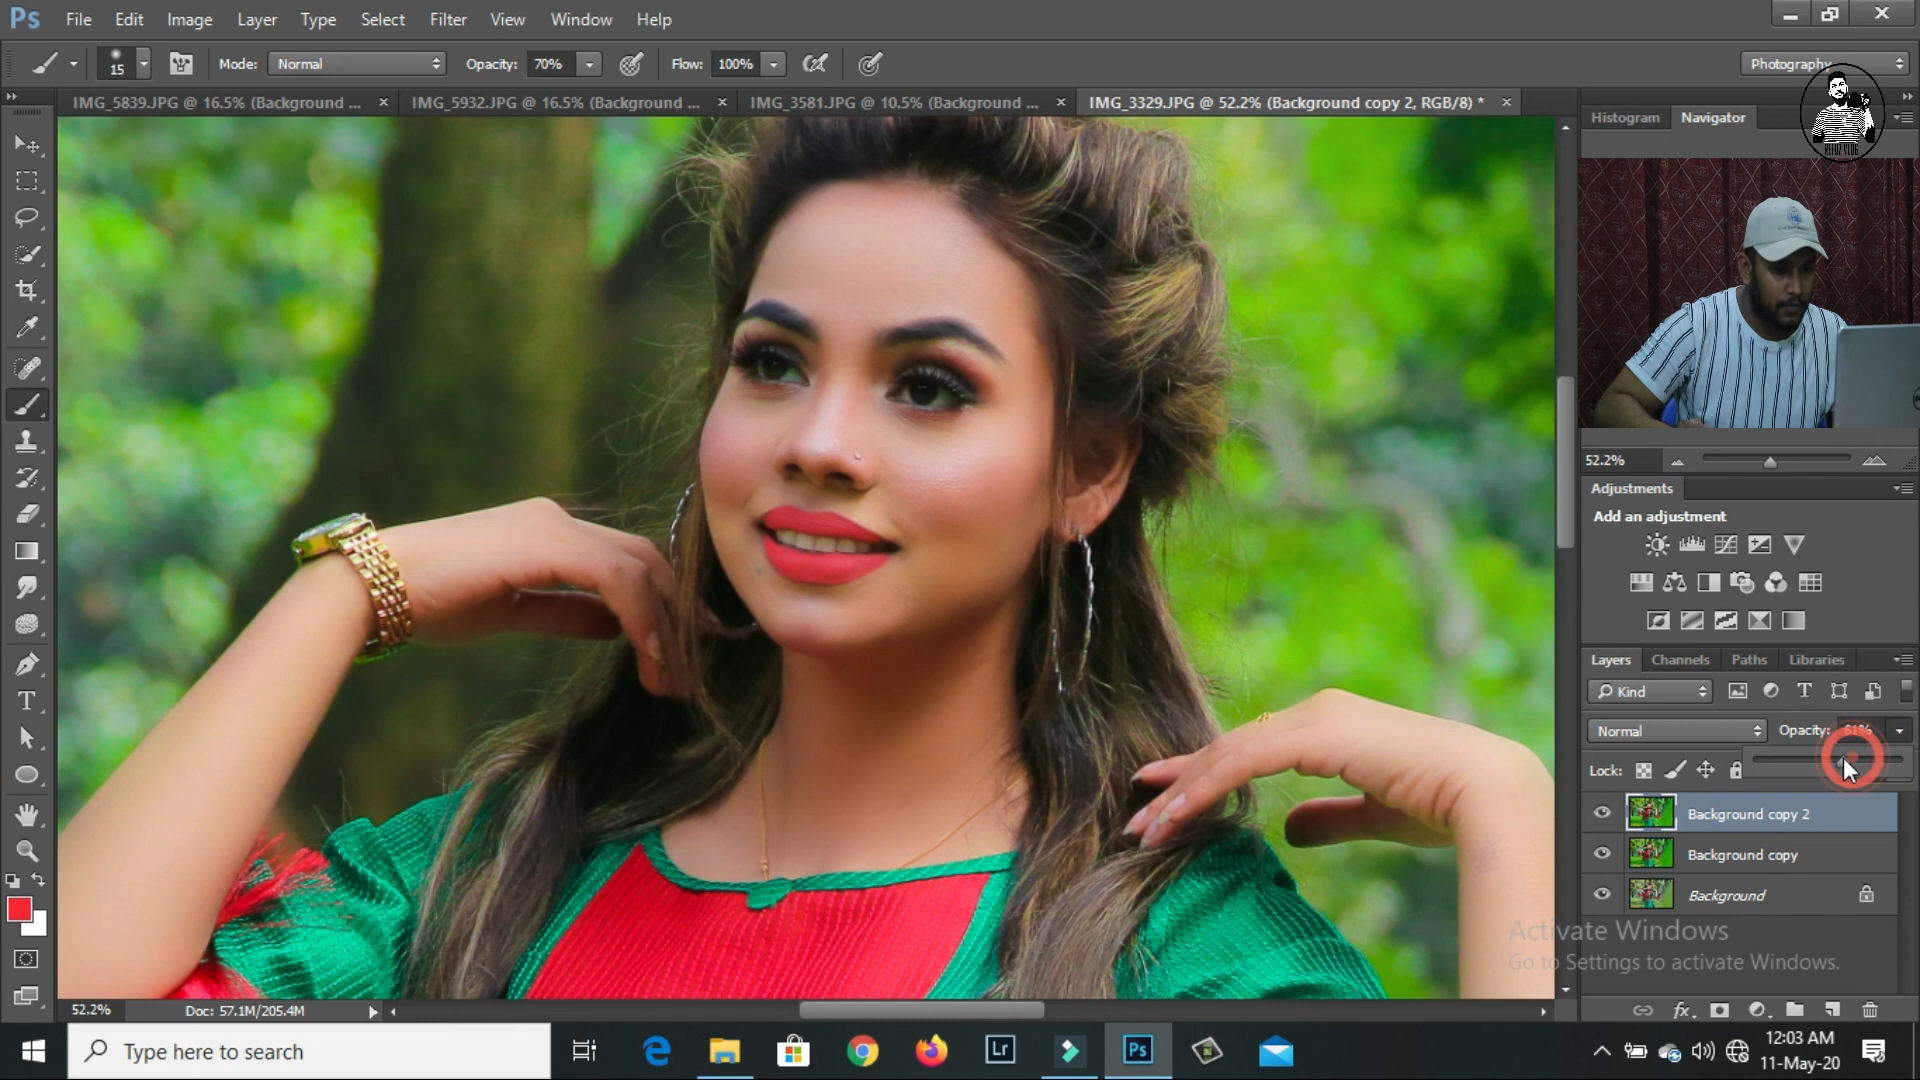 Ps File Edit Image Layer Type Select Filter View Window Help
15 Mode: Normal Opacity: 70% Flow: 100% Photography
IMG_5839.JPG @ 16.5% (Background ... IMG_5932.JPG @ 16.5% (Background ... IMG_3581.JPG @ 10.5% (Background ... IMG_3329.JPG @ 52.2% (Background copy 2, RGB/8) *
Histogram Navigator
52.2%
Adjustments
Add an adjustment
Layers Channels Paths Libraries
Kind
Normal Opacity: 61%
Lock:
Background copy 2
Background copy
Background
Activate Windows
Go to Settings to activate Windows.
52.2% Doc: 57.1M/205.4M
Type here to search
Lr Ps
12:03 AM
11-May-20